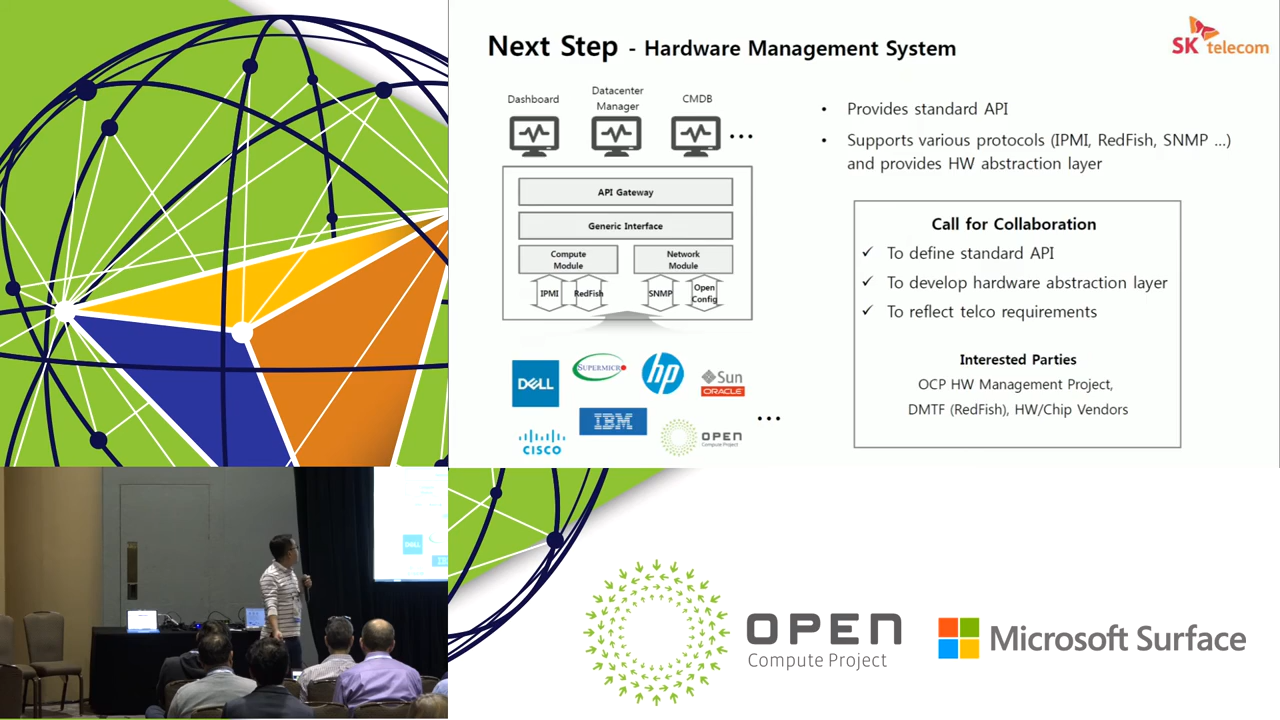 Next Step - Hardware Management System
SK telecom
Dashboard
Datacenter
Manager
CMDB
...
API Gateway
Generic Interface
Compute
Module
Network
Module
IPMI
RedFish
SNMP
Open
Config
DELL
SUPERMICRO
hp
Sun
ORACLE
IBM
CISCO
OPEN
Compute Project
...
• Provides standard API
• Supports various protocols (IPMI, RedFish, SNMP ...)
and provides HW abstraction layer
Call for Collaboration
✓ To define standard API
✓ To develop hardware abstraction layer
✓ To reflect telco requirements
Interested Parties
OCP HW Management Project,
DMTF (RedFish), HW/Chip Vendors
DELL
OPEN
Compute Project
Microsoft Surface